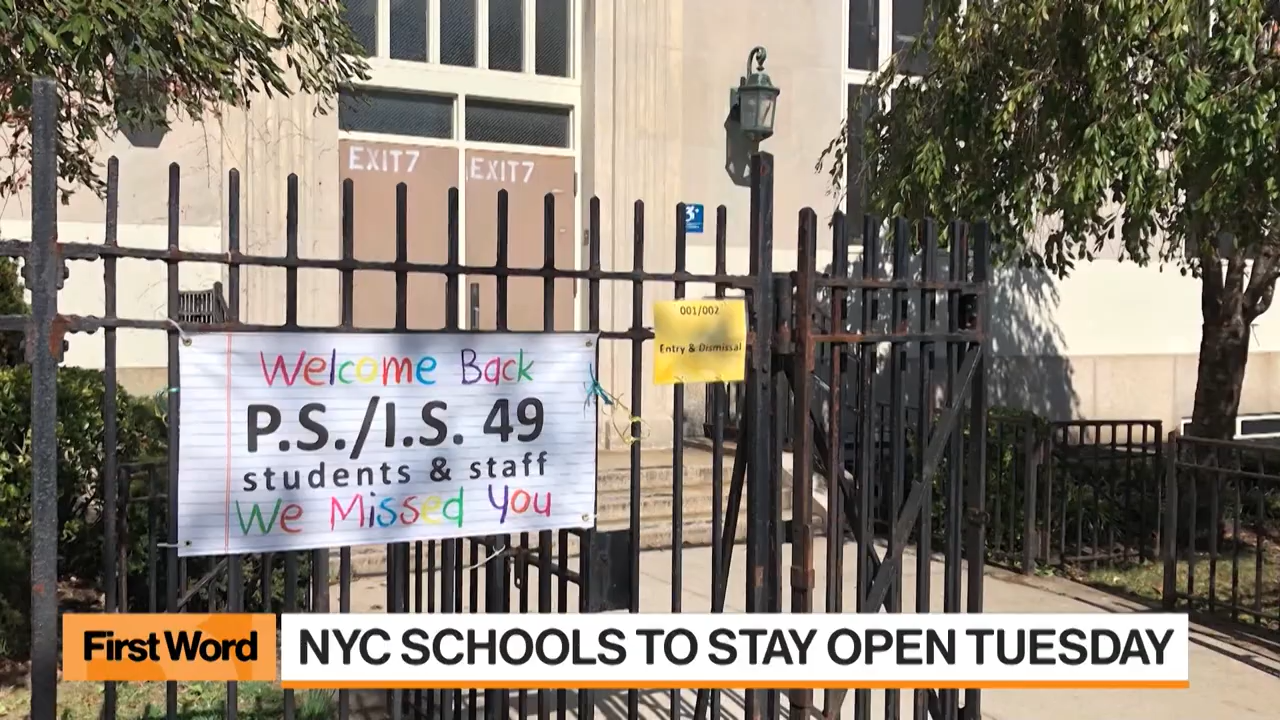 EXIT7
EXIT7
001/002
Entry & Dismissal
Welcome Back
P.S./I.S. 49
students & staff
We Missed You
First Word
NYC SCHOOLS TO STAY OPEN TUESDAY